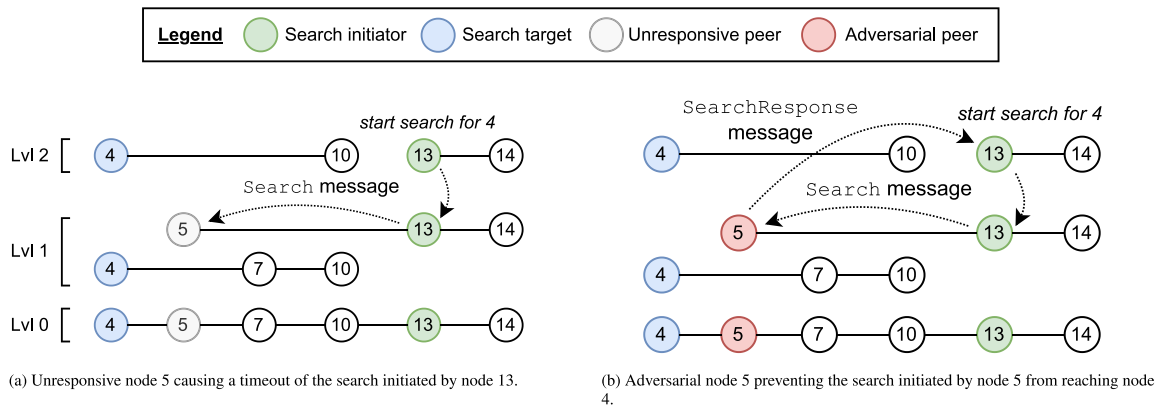 Legend Search initiator Search target Unresponsive peer Adversarial peer
start search for 4
Lvl 2 4 10 13 14
Search message
5 13 14
Lvl 1
4 7 10
Lvl 0 4 5 7 10 13 14
(a) Unresponsive node 5 causing a timeout of the search initiated by node 13.
SearchResponse
message
start search for 4
4 10 13 14
Search message
5 13 14
4 7 10
4 5 7 10 13 14
(b) Adversarial node 5 preventing the search initiated by node 5 from reaching node
4.